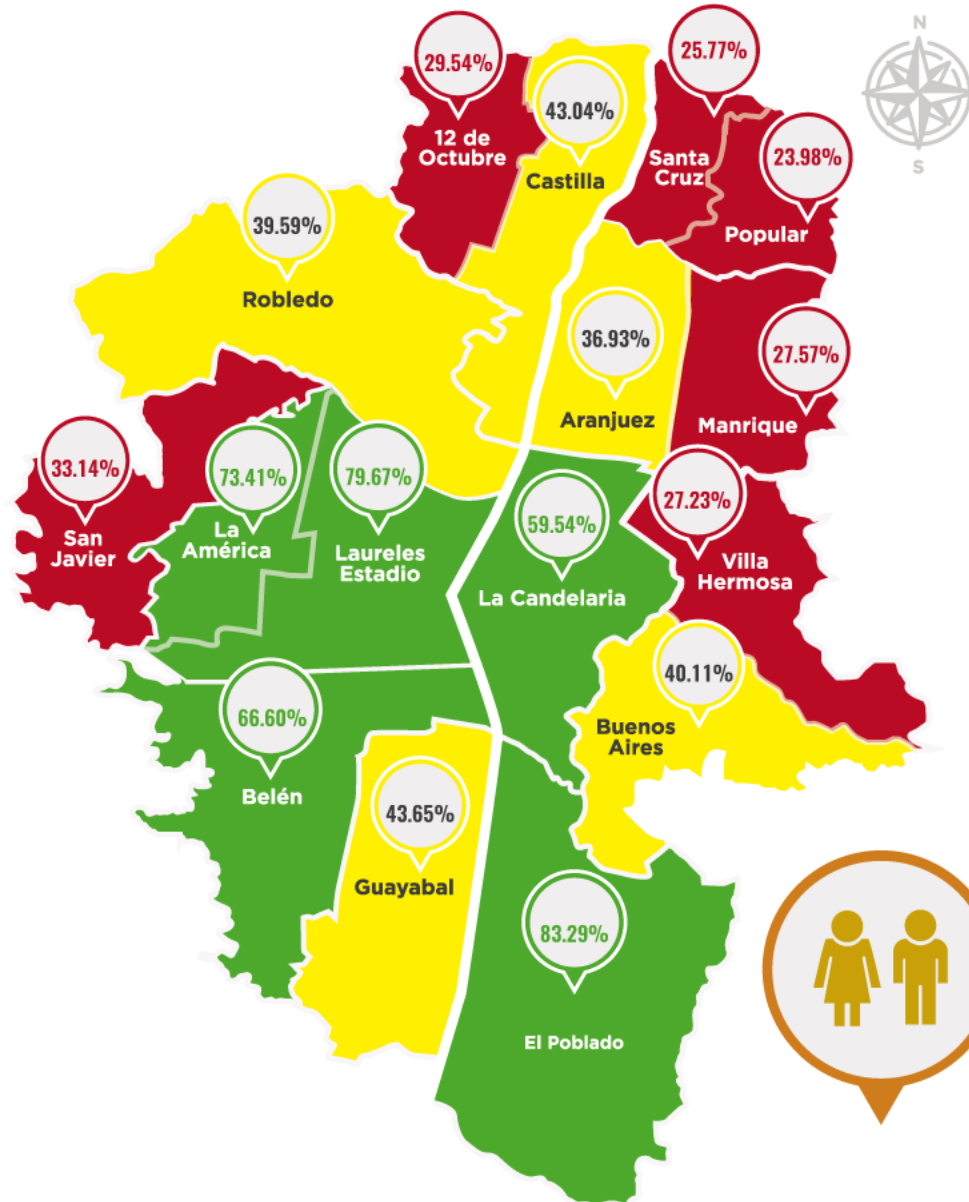 N
S
29.54%
12 de
Octubre
43.04%
Castilla
25.77%
Santa
Cruz
23.98%
Popular
39.59%
Robledo
36.93%
Aranjuez
27.57%
Manrique
33.14%
San
Javier
73.41%
La
América
79.67%
Laureles
Estadio
59.54%
La Candelaria
27.23%
Villa
Hermosa
40.11%
Buenos
Aires
66.60%
Belén
43.65%
Guayabal
83.29%
El Poblado